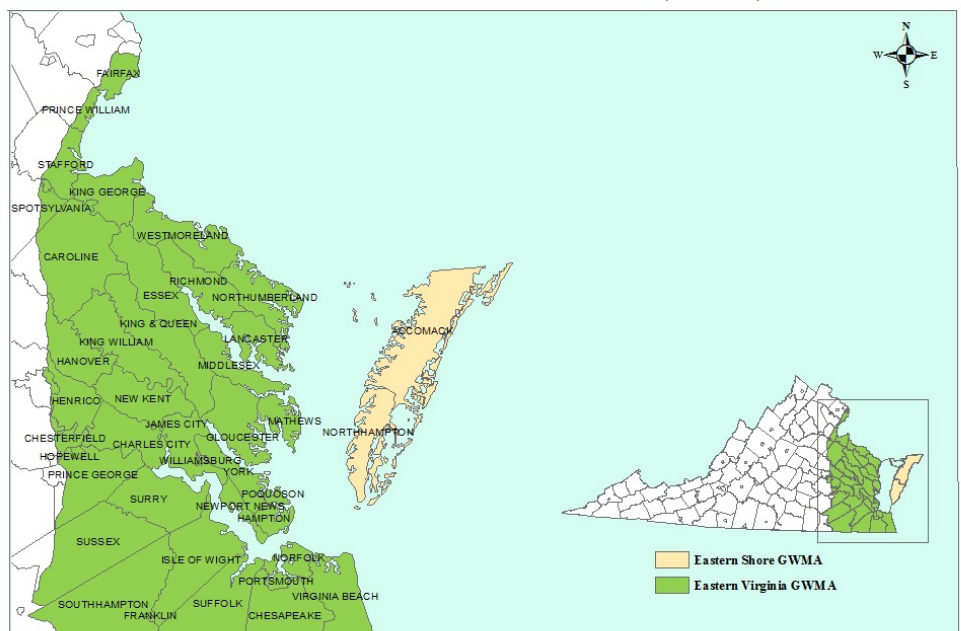 N
W E
S
FAIRFAX
PRINCE WILLIAM
STAFFORD
KING GEORGE
SPOTSYLVANIA
WESTMORELAND
CAROLINE
RICHMOND
ESSEX
NORTHUMBERLAND
KING & QUEEN
ACCOMACK
KING WILLIAM
LANCASTER
HANOVER
MIDDLESEX
HENRICO
NEW KENT
JAMES CITY
MATHEWS
NORTHHAMPTON
CHESTERFIELD
CHARLES CITY
GLOUCESTER
HOPEWELL
WILLIAMSBURG
PRINCE GEORGE
YORK
SURRY
POQUOSON
NEWPORT NEWS
HAMPTON
SUSSEX
ISLE OF WIGHT
NORFOLK
PORTSMOUTH
VIRGINIA BEACH
SOUTHHAMPTON
SUFFOLK
FRANKLIN
CHESAPEAKE
Eastern Shore GWMA
Eastern Virginia GWMA